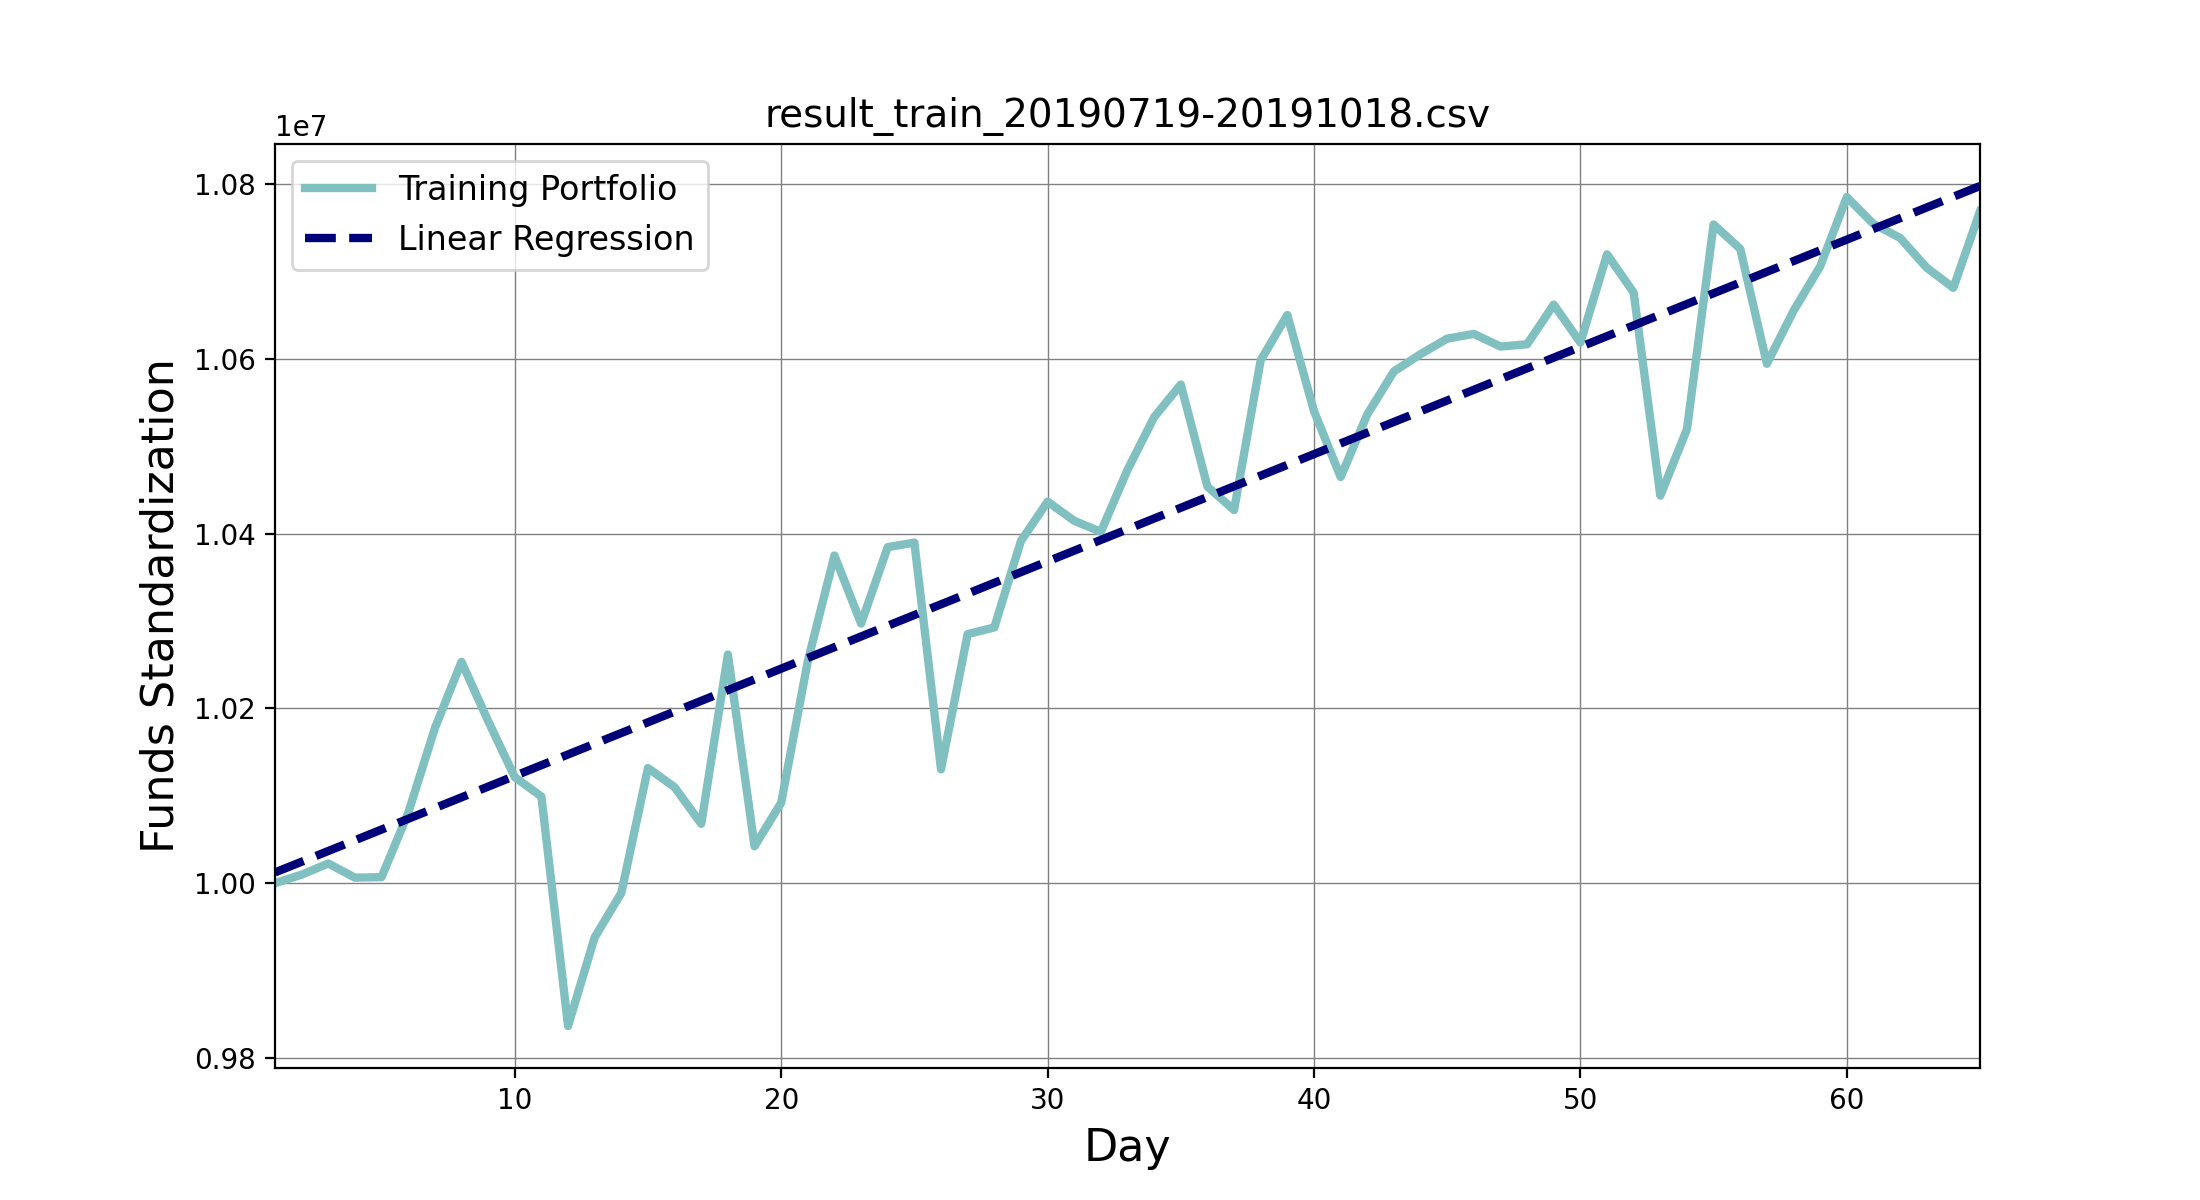 result_train_20190719-20191018.csv
1e7
Training Portfolio
Linear Regression
1.08
1.06
1.04
1.02
1.00
0.98
Funds Standardization
10 20 30 40 50 60
Day